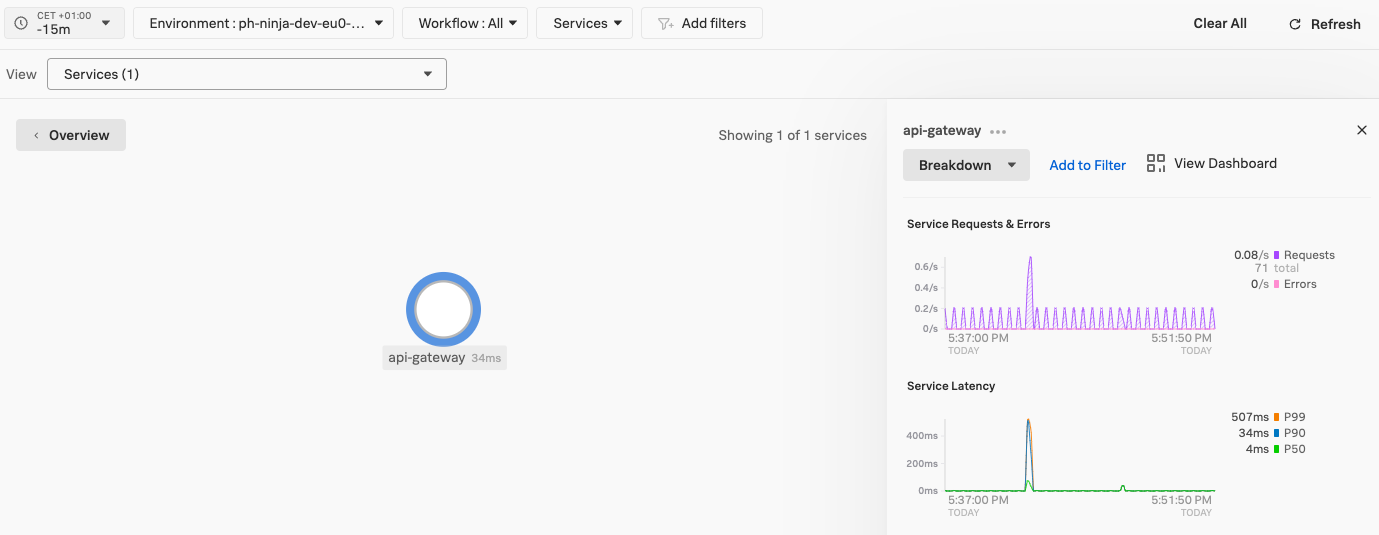 CET +01:00
-15m
Environment : ph-ninja-dev-eu0-...
Workflow : All
Services
Add filters
Clear All
Refresh
View
Services (1)
Overview
Showing 1 of 1 services
api-gateway 34ms
api-gateway
Breakdown
Add to Filter
View Dashboard
Service Requests & Errors
0.6/s
0.4/s
0.2/s
0/s
5:37:00 PM
TODAY
5:51:50 PM
TODAY
0.08/s Requests
71 total
0/s Errors
Service Latency
400ms
200ms
0ms
5:37:00 PM
TODAY
5:51:50 PM
TODAY
507ms P99
34ms P90
4ms P50